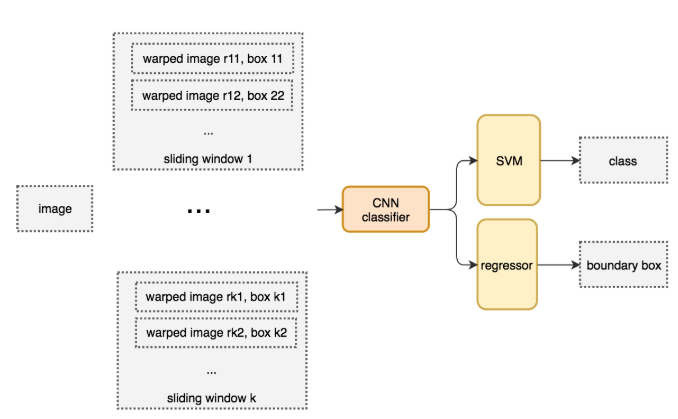 warped image r11, box 11
warped image r12, box 22
...
sliding window 1
image
...
CNN
classifier
SVM
class
regressor
boundary box
warped image rk1, box k1
warped image rk2, box k2
...
sliding window k